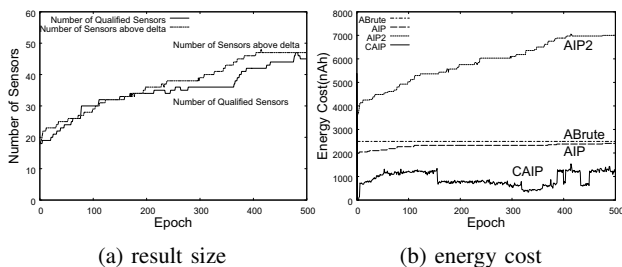 Number of Qualified Sensors
Number of Sensors above delta
Number of Sensors above delta
Number of Qualified Sensors
Number of Sensors
60
50
40
30
20
10
0
0 100 200 300 400 500
Epoch
(a) result size
ABrute
AIP
AIP2
CAIP
AIP2
ABrute
AIP
CAIP
Energy Cost(nAh)
8000
7000
6000
5000
4000
3000
2000
1000
0
0 100 200 300 400 500
Epoch
(b) energy cost